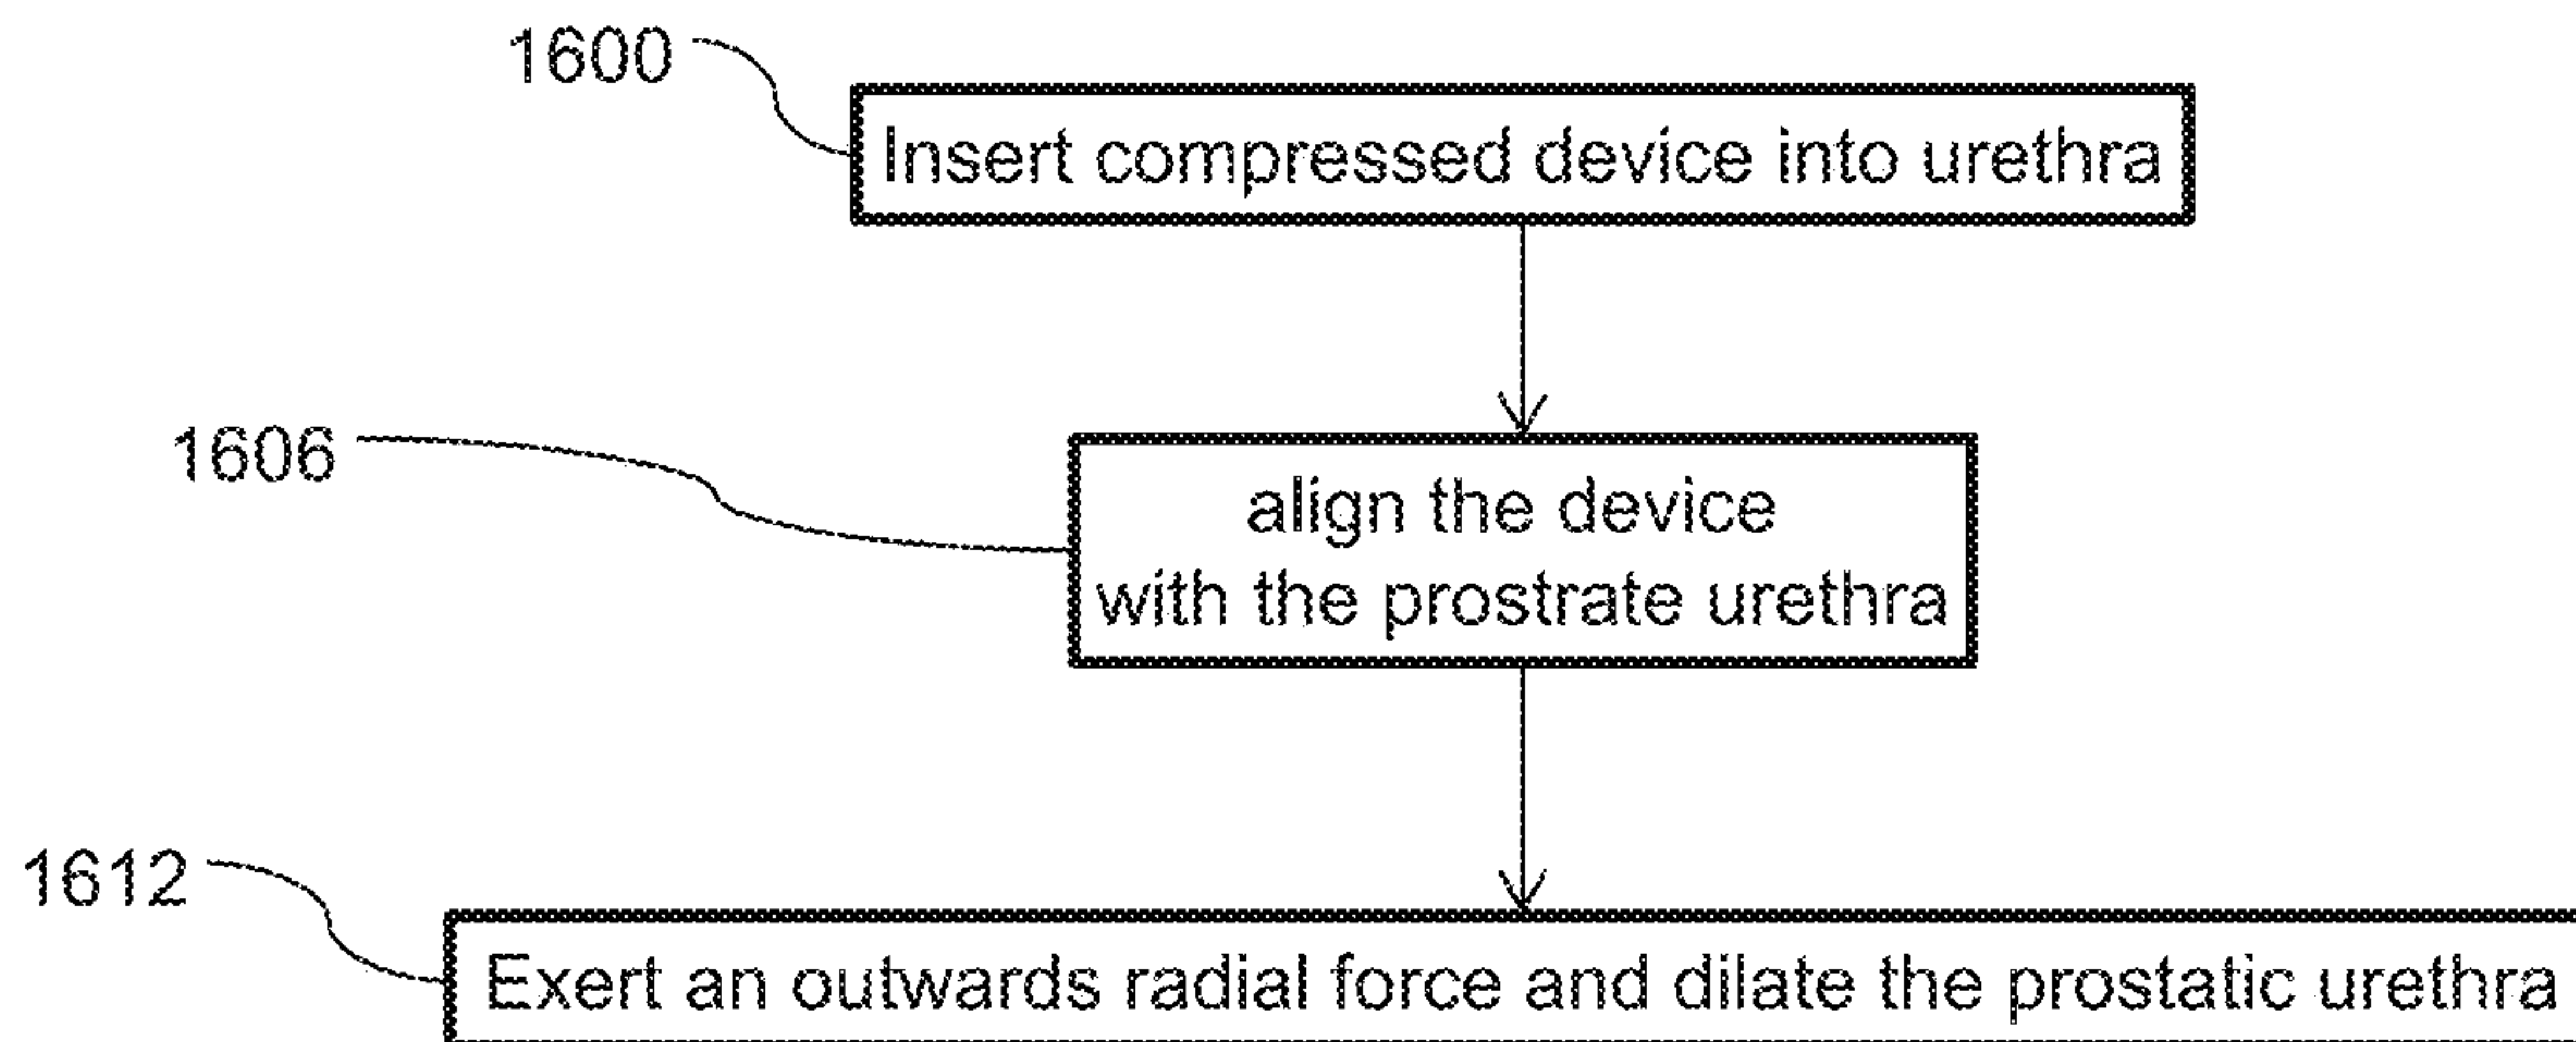 1600
Insert compressed device into urethra
1606
align the device
with the prostrate urethra
1612
Exert an outwards radial force and dilate the prostatic urethra